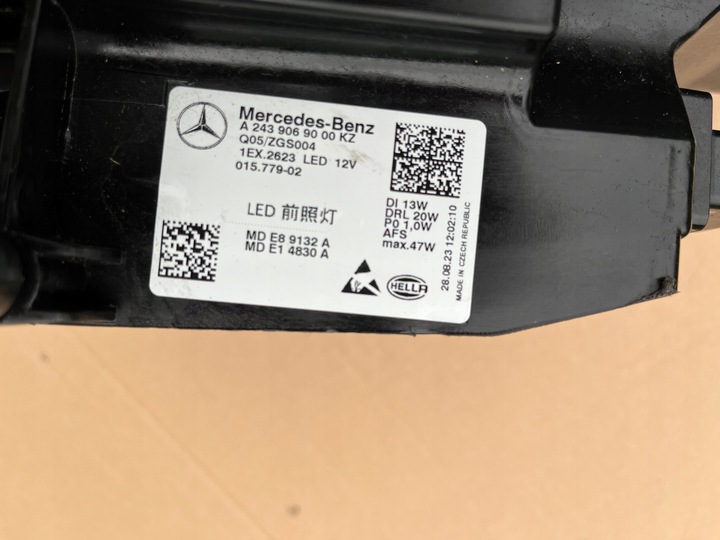 Mercedes-Benz
A 243 906 90 00 KZ
Q05/ZGS004
1EX.2623 LED 12V
015.779-02
LED 前照灯
MD E8 9132 A
MD E1 4830 A
DI 13W
DRL 20W
PO 1,0W
AFS
max.47W
HELLA
28.08.23 12:02:10
MADE IN CZECH REPUBLIC